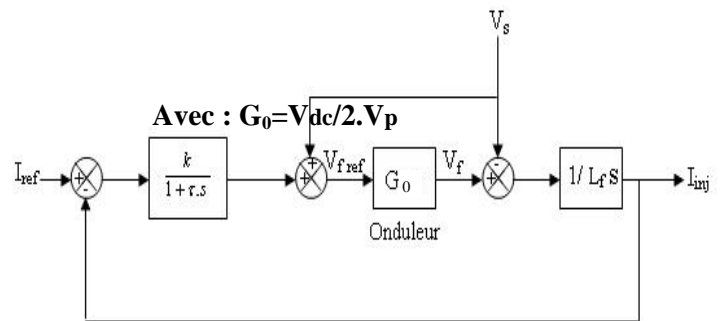 Vs
Avec : G₀=Vdc/2.Vp
Iref
+
-
k
1 + τ.s
+
+
Vf ref
G₀
Vf
-
+
1/ Lf S
Iinj
Onduleur